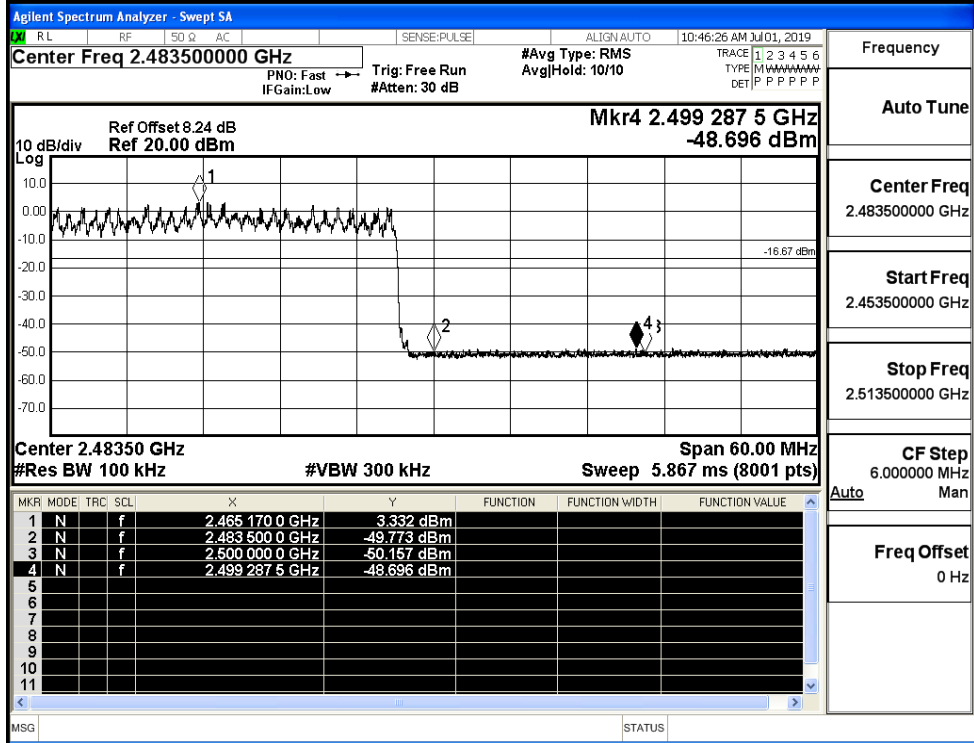 Agilent Spectrum Analyzer - Swept SA
LXI RL RF 50 Ω AC SENSE:PULSE ALIGN AUTO 10:46:26 AM Jul 01, 2019
Center Freq 2.483500000 GHz
PNO: Fast
IFGain:Low
Trig: Free Run
#Atten: 30 dB
#Avg Type: RMS
Avg|Hold: 10/10
TRACE 1 2 3 4 5 6
TYPE M W W W W W
DET P P P P P P
Ref Offset 8.24 dB
10 dB/div Ref 20.00 dBm
Log
Mkr4 2.499 287 5 GHz
-48.696 dBm
10.0
0.00
-10.0
-20.0
-30.0
-40.0
-50.0
-60.0
-70.0
1
2
4
-16.67 dBm
Center 2.48350 GHz Span 60.00 MHz
#Res BW 100 kHz #VBW 300 kHz Sweep 5.867 ms (8001 pts)
MKR MODE TRC SCL X Y FUNCTION FUNCTION WIDTH FUNCTION VALUE
1 N f 2.465 170 0 GHz 3.332 dBm
2 N f 2.483 500 0 GHz -49.773 dBm
3 N f 2.500 000 0 GHz -50.157 dBm
4 N f 2.499 287 5 GHz -48.696 dBm
5
6
7
8
9
10
11
MSG STATUS
Frequency
Auto Tune
Center Freq
2.483500000 GHz
Start Freq
2.453500000 GHz
Stop Freq
2.513500000 GHz
CF Step
6.000000 MHz
Auto Man
Freq Offset
0 Hz